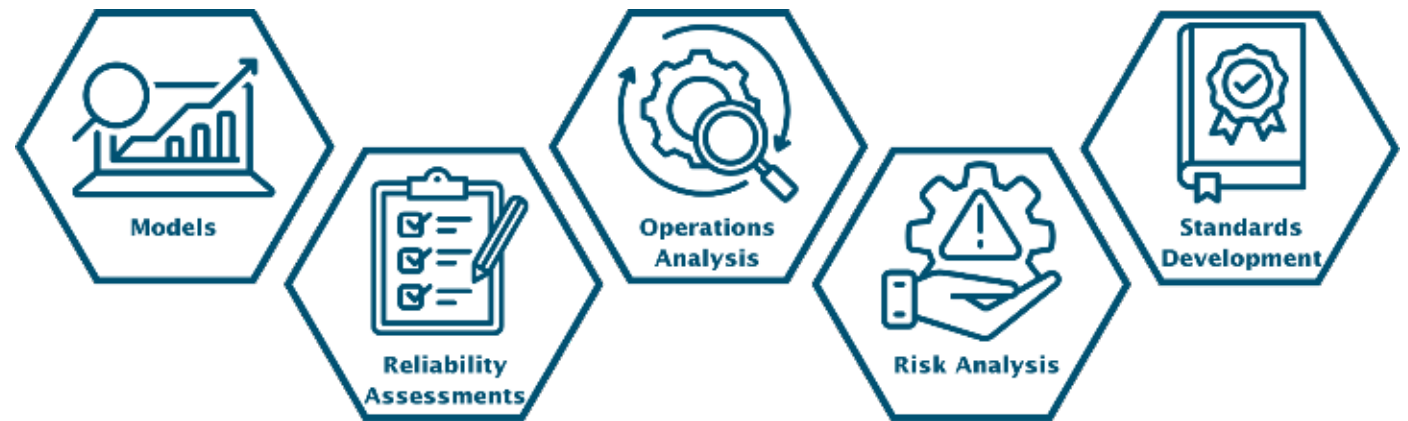 Models
Reliability
Assessments
Operations
Analysis
Risk Analysis
Standards
Development